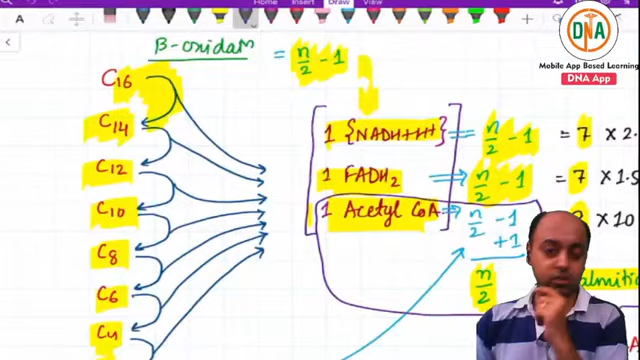 Home Insert Draw View
DNA
Mobile App Based Learning
DNA App
B-oxidatn = n/2 - 1
C16
C14
C12
C10
C8
C6
C4
1 {NADH+H+} = n/2 - 1 = 7 × 2.
1 FADH2 ⇒ n/2 - 1 = 7 × 1.5
1 Acetyl CoA ⇒ n/2 - 1
+1
n/2
× 10
almitic